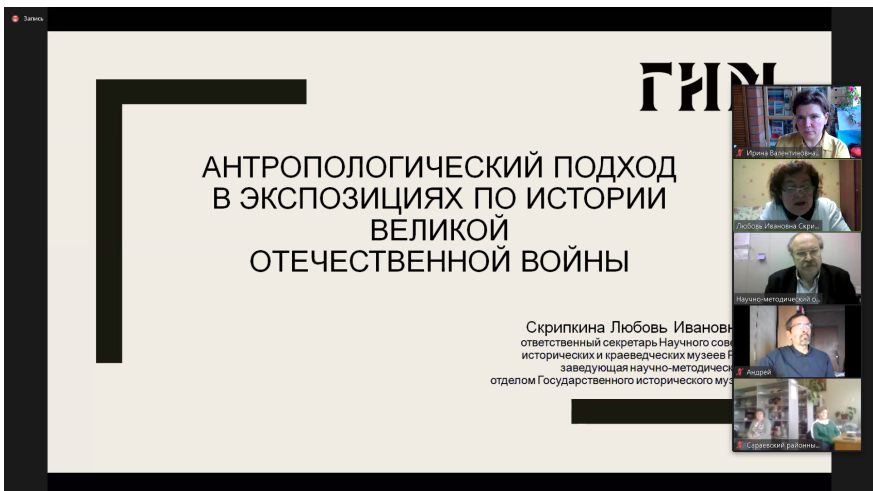 Запись
ГИМ
АНТРОПОЛОГИЧЕСКИЙ ПОДХОД
В ЭКСПОЗИЦИЯХ ПО ИСТОРИИ
ВЕЛИКОЙ
ОТЕЧЕСТВЕННОЙ ВОЙНЫ
Скрипкина Любовь Ивановн
ответственный секретарь Научного сове
исторических и краеведческих музеев
заведующая научно-методическ
отделом Государственного исторического муз
Ирина Валентиновна...
Любовь Ивановна Скри...
Научно-методический о...
Андрей
Сараевский районны...